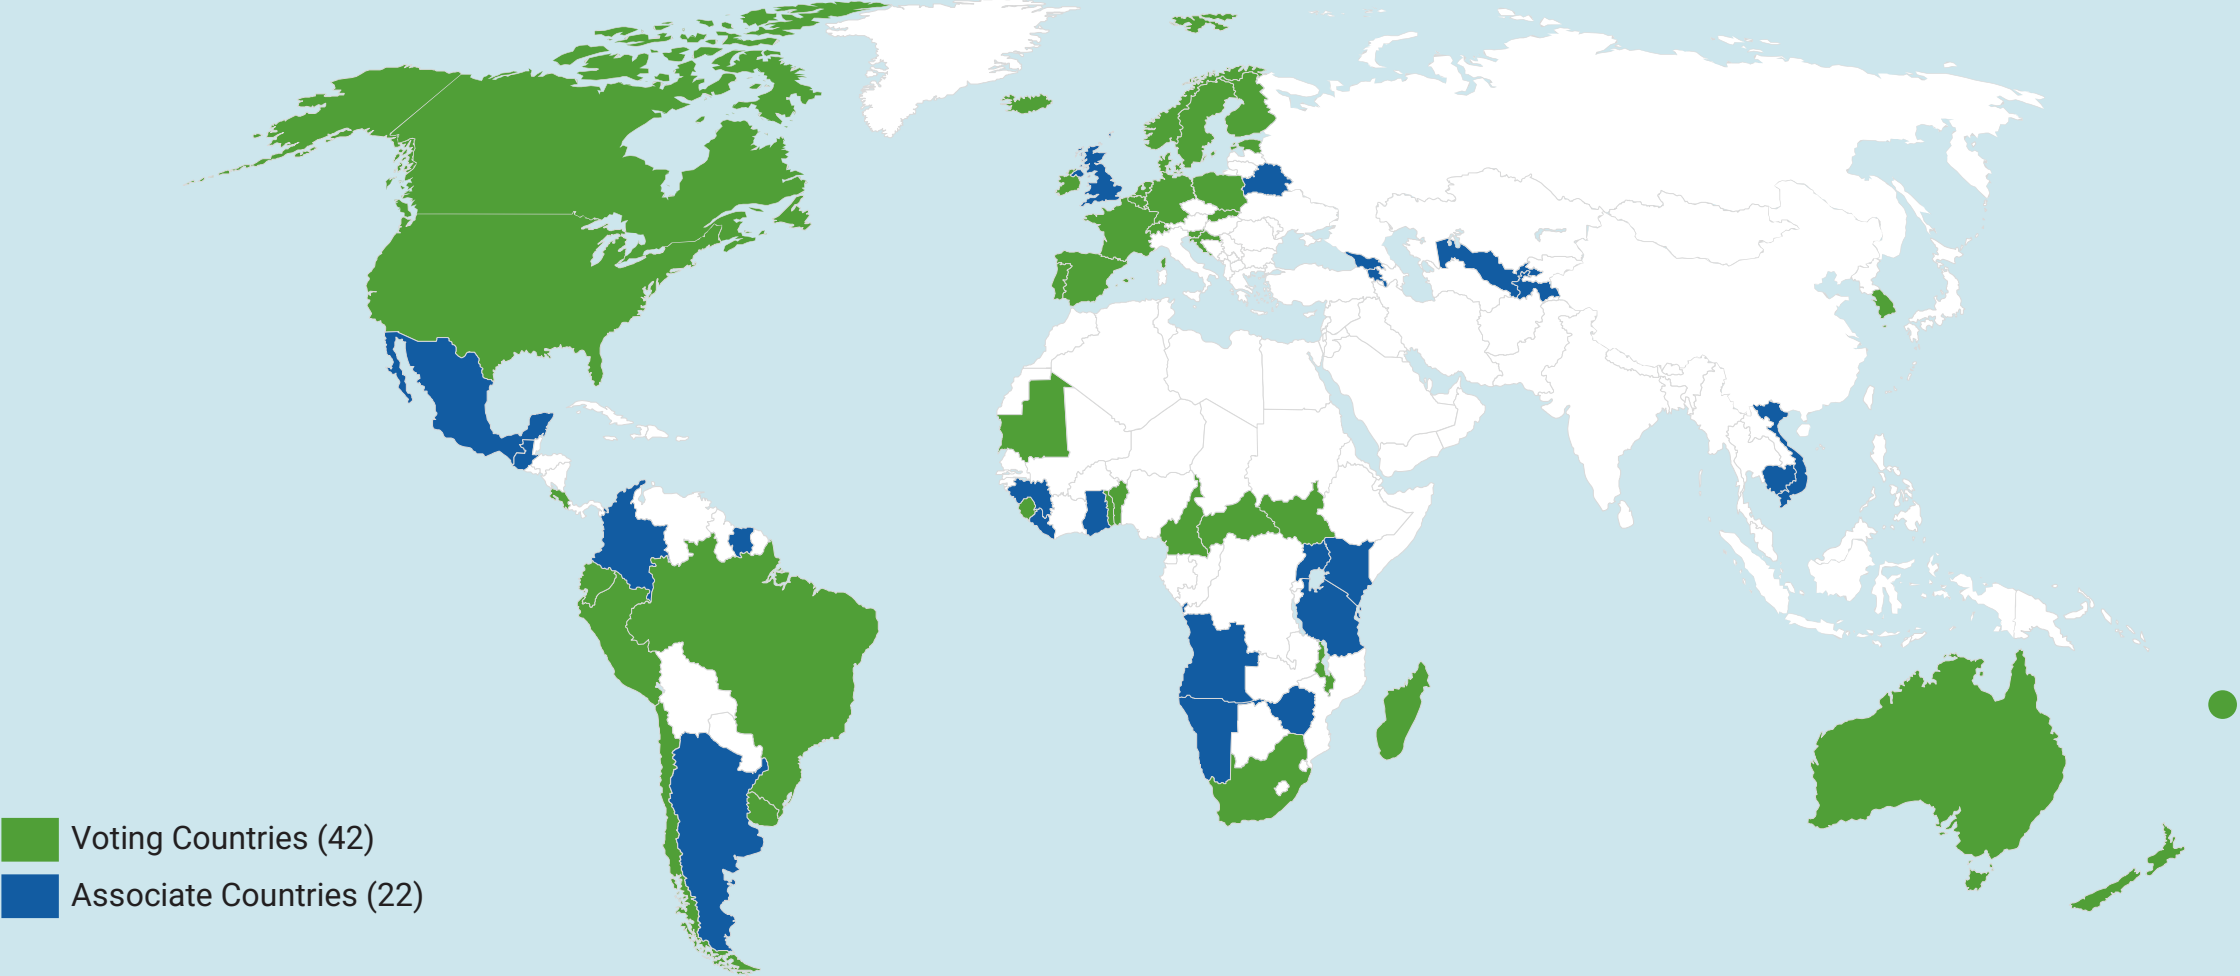 Voting Countries (42)
Associate Countries (22)